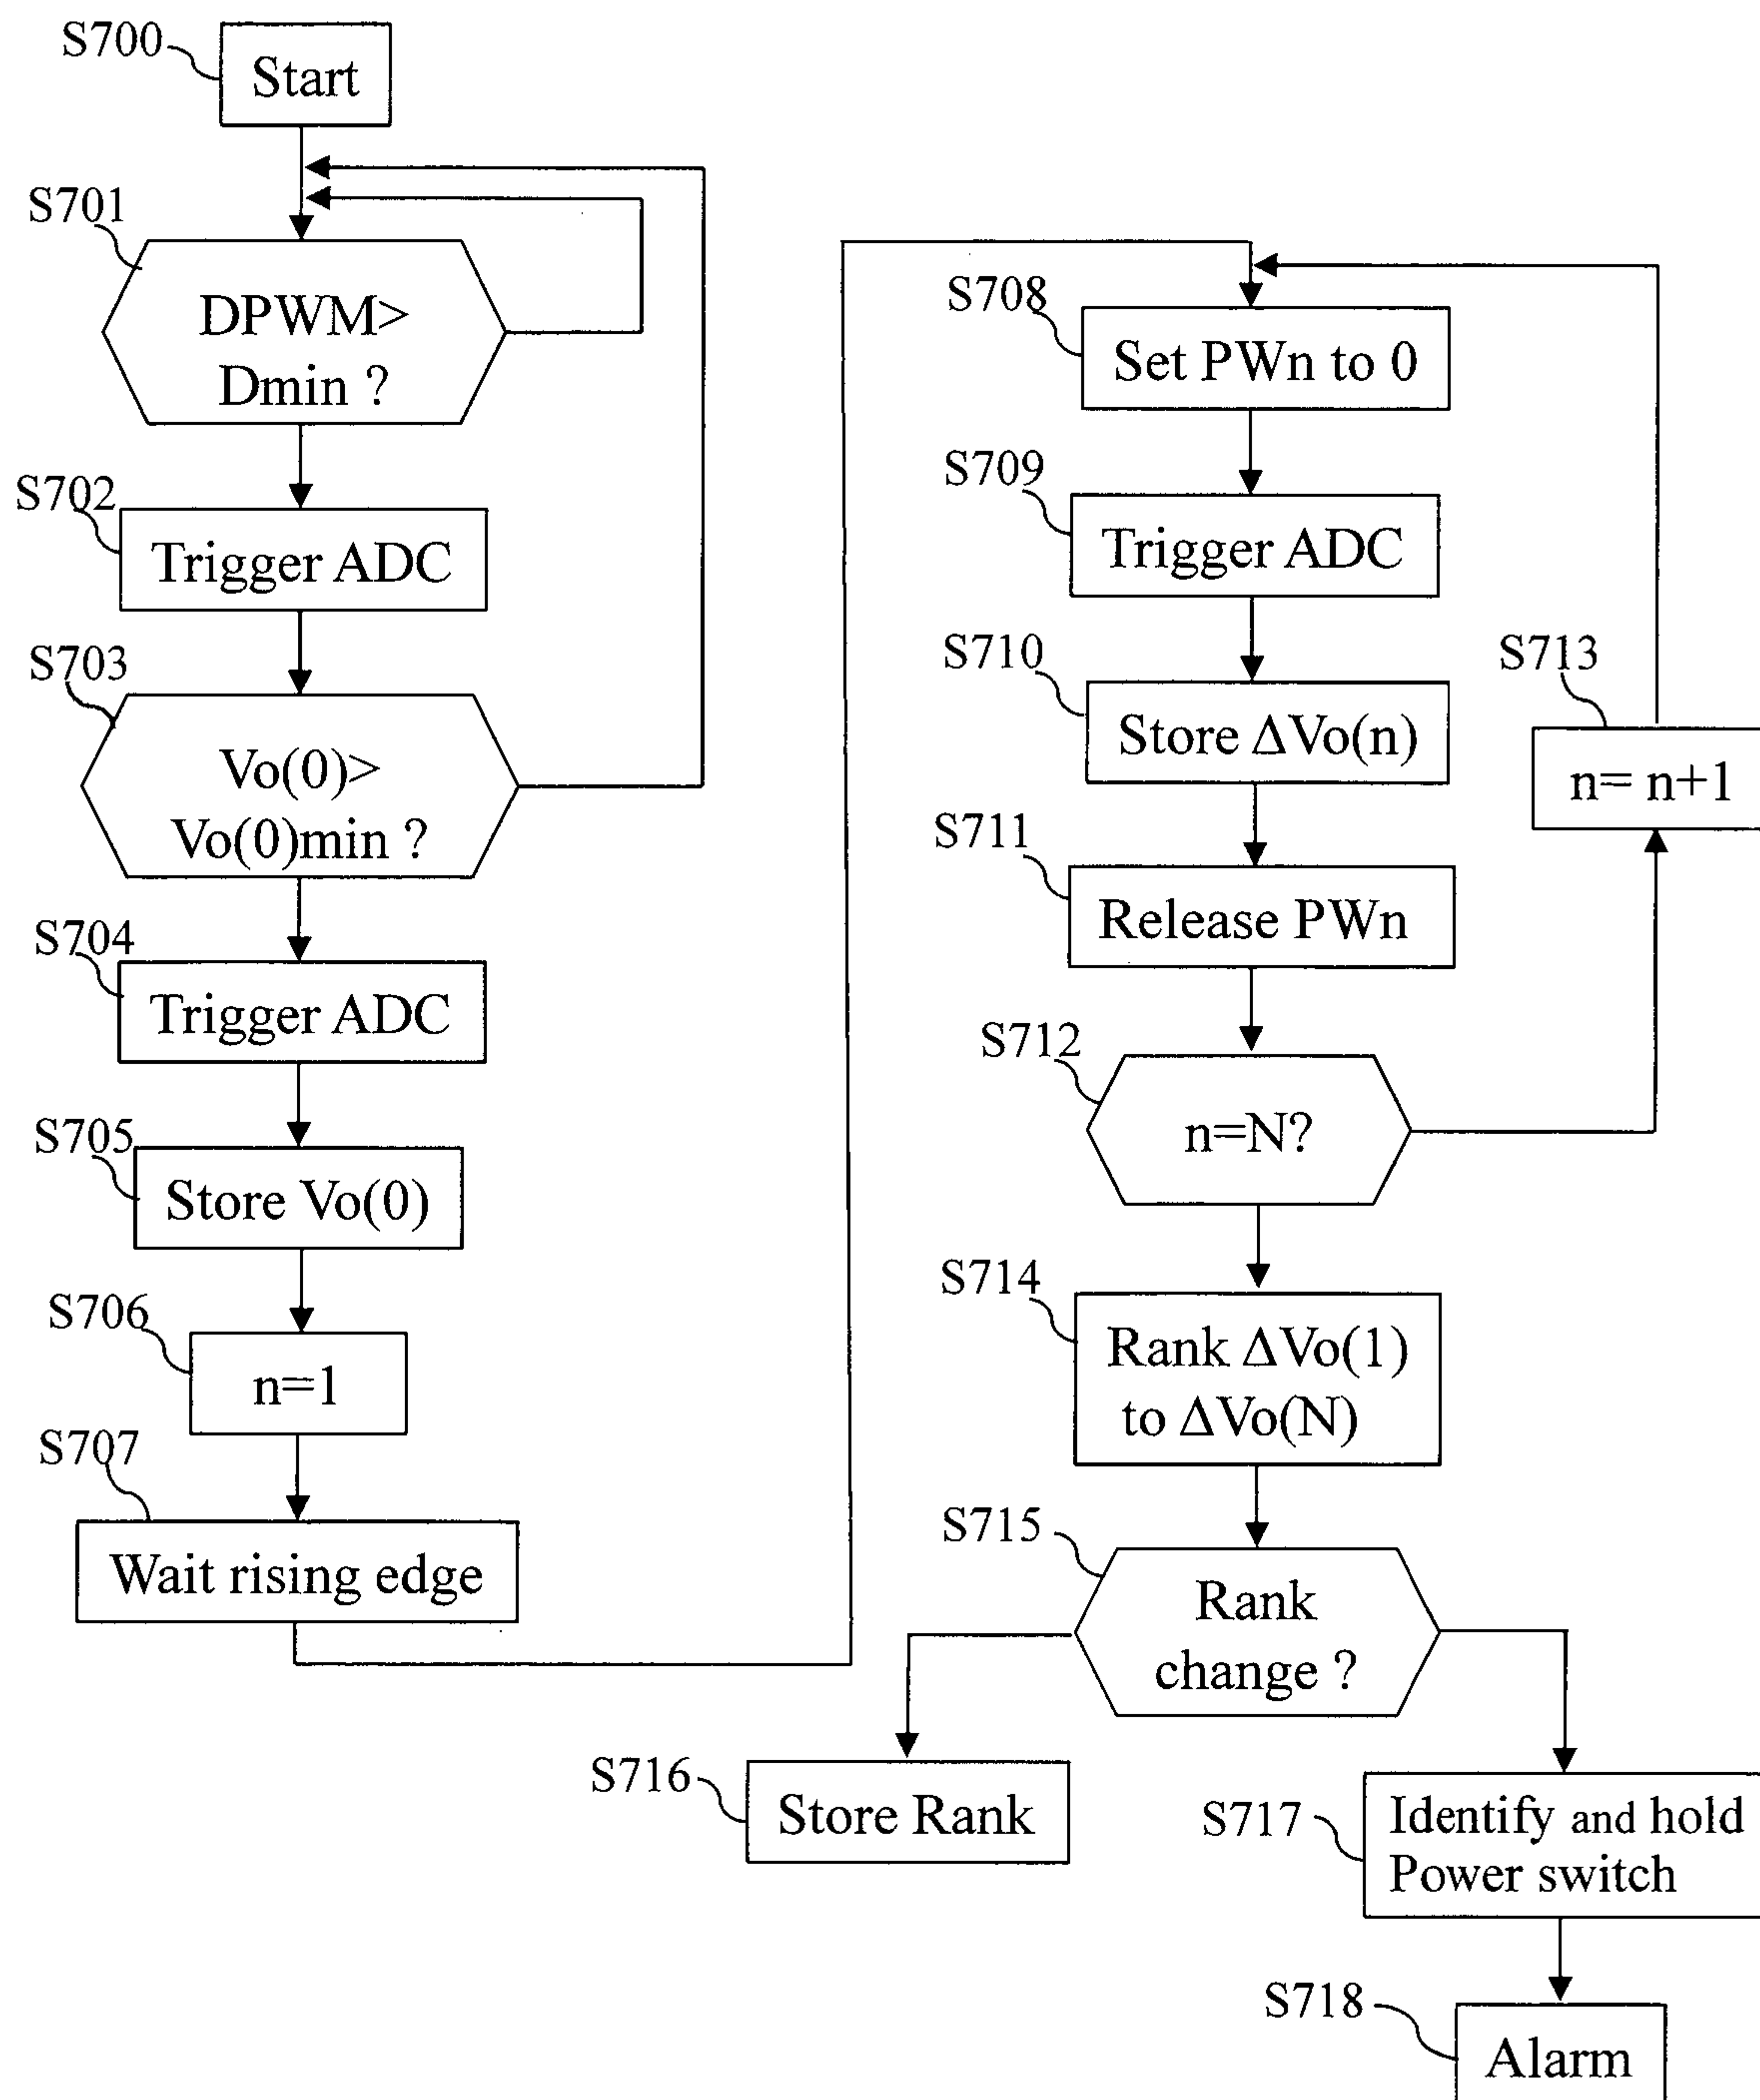 S700
Start
S701
DPWM>
Dmin ?
S702
Trigger ADC
S703
Vo(0)>
Vo(0)min ?
S704
Trigger ADC
S705
Store Vo(0)
S706
n=1
S707
Wait rising edge
S708
Set PWn to 0
S709
Trigger ADC
S710
Store ΔVo(n)
S711
Release PWn
S712
n=N?
S713
n= n+1
S714
Rank ΔVo(1)
to ΔVo(N)
S715
Rank
change ?
S716
Store Rank
S717
Identify and hold
Power switch
S718
Alarm